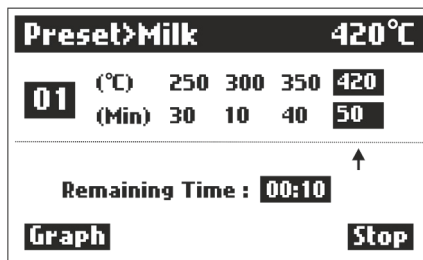 Preset>Milk 420℃
01
(℃) 250 300 350 420
(Min) 30 10 40 50
Remaining Time : 00:10
Graph Stop